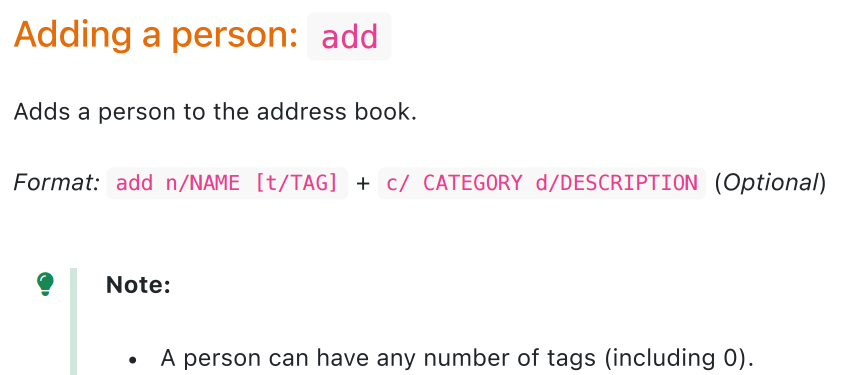 Adding a person: add
Adds a person to the address book.
Format: add n/NAME [t/TAG] + c/ CATEGORY d/DESCRIPTION (Optional)
Note:
• A person can have any number of tags (including 0).